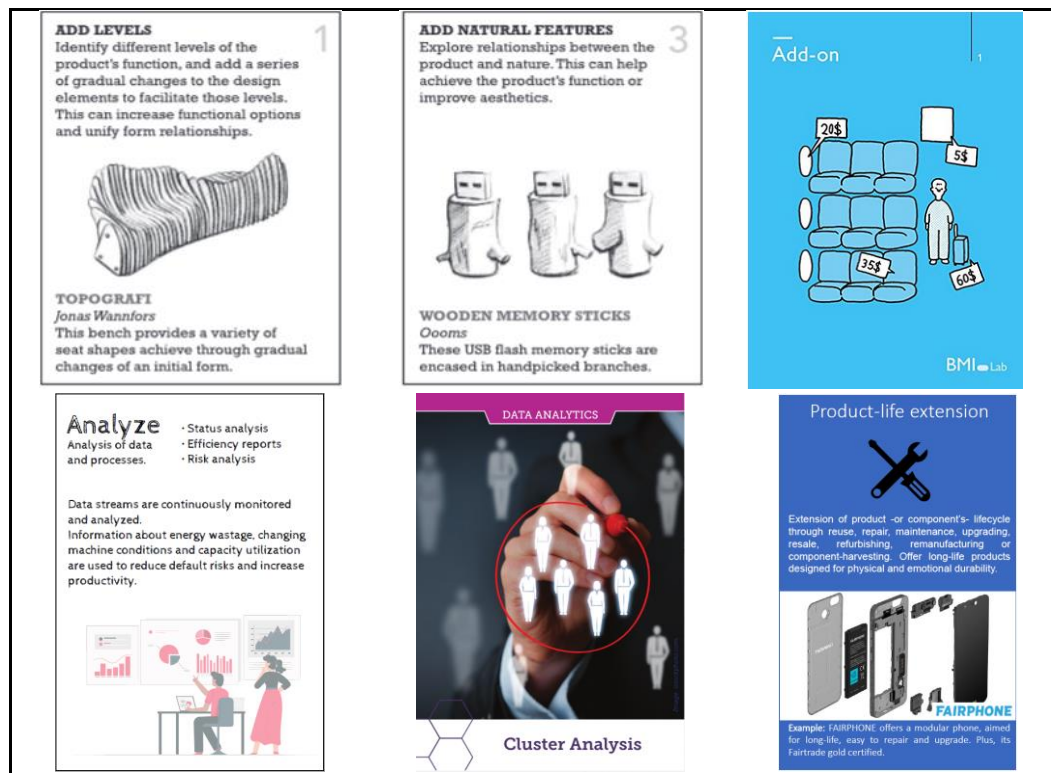 ADD LEVELS
1
Identify different levels of the
product's function, and add a series
of gradual changes to the design
elements to facilitate those levels.
This can increase functional options
and unify form relationships.
TOPOGRAFI
Jonas Wannfors
This bench provides a variety of
seat shapes achieve through gradual
changes of an initial form.
ADD NATURAL FEATURES
3
Explore relationships between the
product and nature. This can help
achieve the product's function or
improve aesthetics.
WOODEN MEMORY STICKS
Oooms
These USB flash memory sticks are
encased in handpicked branches.
Add-on
1
20$
5$
35$
60$
BMI Lab
Analyze
Analysis of data
and processes.
· Status analysis
· Efficiency reports
· Risk analysis
Data streams are continuously monitored
and analyzed.
Information about energy wastage, changing
machine conditions and capacity utilization
are used to reduce default risks and increase
productivity.
DATA ANALYTICS
Cluster Analysis
Product-life extension
Extension of product -or component's- lifecycle
through reuse, repair, maintenance, upgrading,
resale, refurbishing, remanufacturing or
component-harvesting. Offer long-life products
designed for physical and emotional durability.
FAIRPHONE
Example: FAIRPHONE offers a modular phone, aimed
for long-life, easy to repair and upgrade. Plus, its
Fairtrade gold certified.